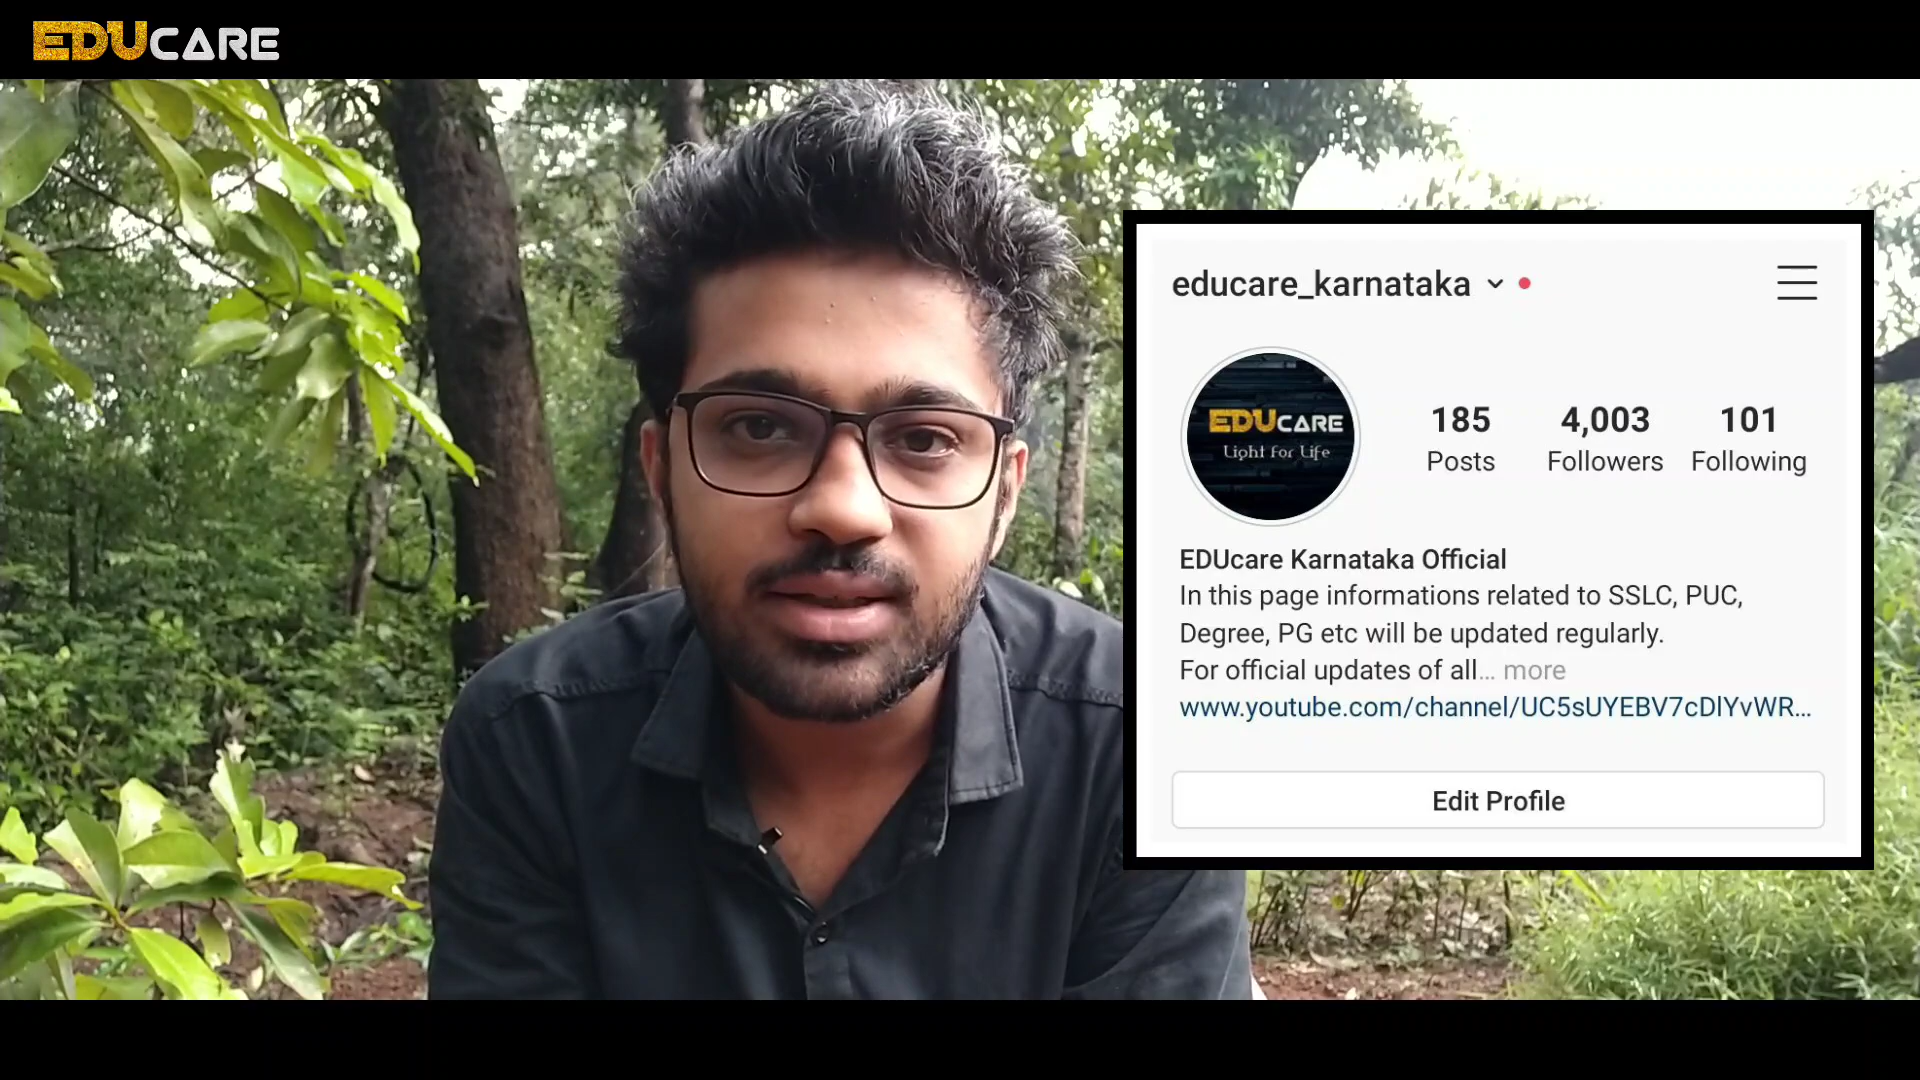 EDUCARE
educare_karnataka
EDUCARE
Light for Life
185
Posts
4,003
Followers
101
Following
EDUcare Karnataka Official
In this page informations related to SSLC, PUC,
Degree, PG etc will be updated regularly.
For official updates of all... more
www.youtube.com/channel/UC5sUYEBV7cDlYvWR...
Edit Profile